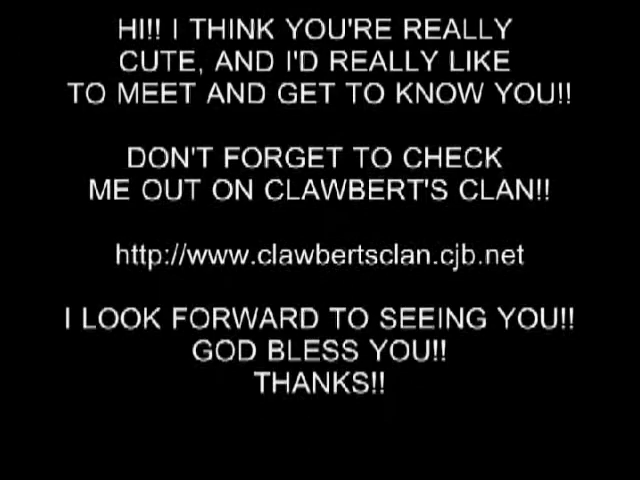 HI!! I THINK YOU'RE REALLY
CUTE, AND I'D REALLY LIKE
TO MEET AND GET TO KNOW YOU!!
DON'T FORGET TO CHECK
ME OUT ON CLAWBERT'S CLAN!!
http://www.clawbertsclan.cjb.net
I LOOK FORWARD TO SEEING YOU!!
GOD BLESS YOU!!
THANKS!!